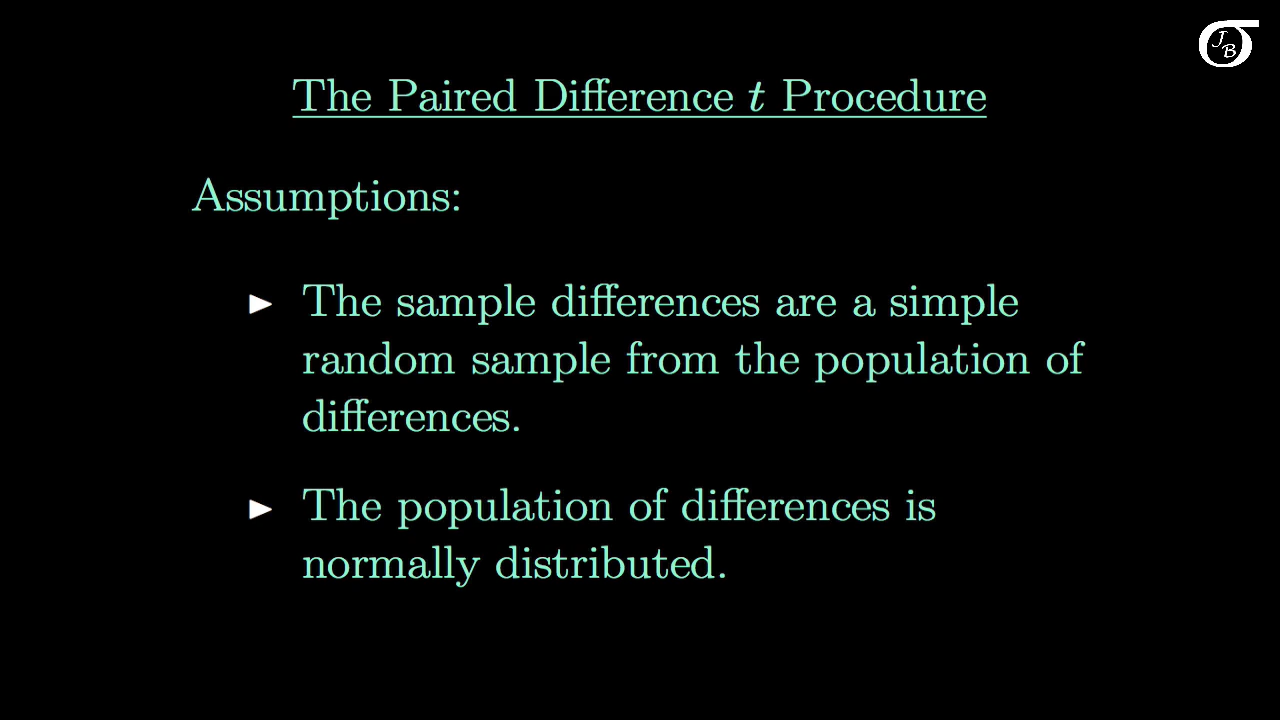 JB
The Paired Difference t Procedure
Assumptions:
The sample differences are a simple
random sample from the population of
differences.
The population of differences is
normally distributed.